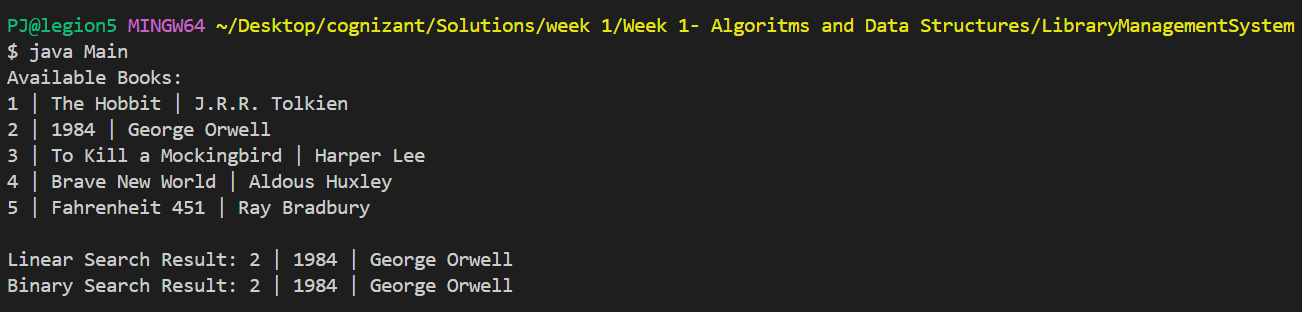 PJ@legion5 MINGW64 ~/Desktop/cognizant/Solutions/week 1/Week 1- Algoritms and Data Structures/LibraryManagementSystem
$ java Main
Available Books:
1 | The Hobbit | J.R.R. Tolkien
2 | 1984 | George Orwell
3 | To Kill a Mockingbird | Harper Lee
4 | Brave New World | Aldous Huxley
5 | Fahrenheit 451 | Ray Bradbury

Linear Search Result: 2 | 1984 | George Orwell
Binary Search Result: 2 | 1984 | George Orwell